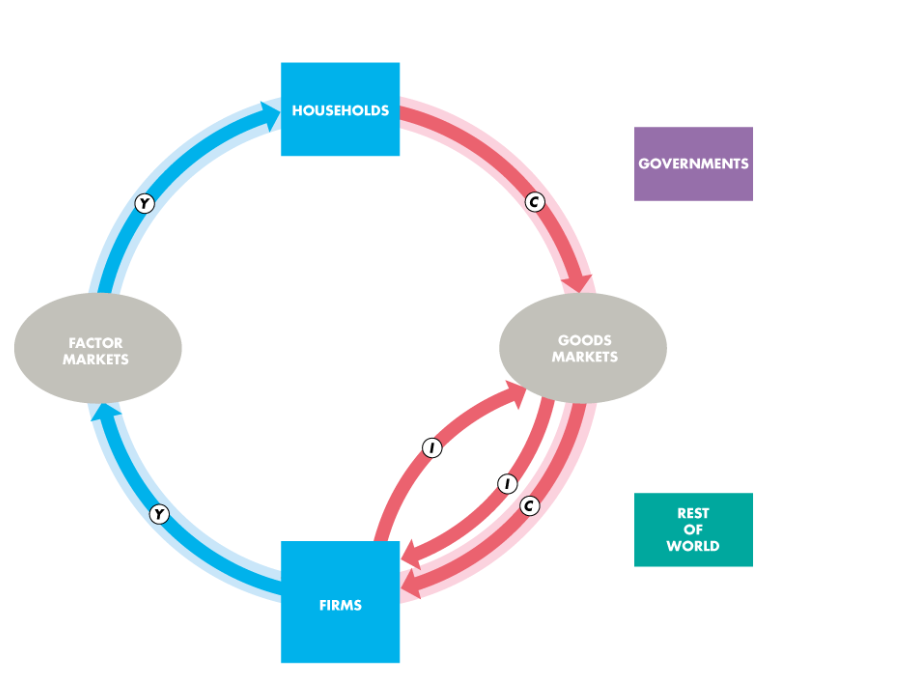 HOUSEHOLDS
GOVERNMENTS
Y
C
FACTOR
MARKETS
GOODS
MARKETS
I
I
C
Y
REST
OF
WORLD
FIRMS